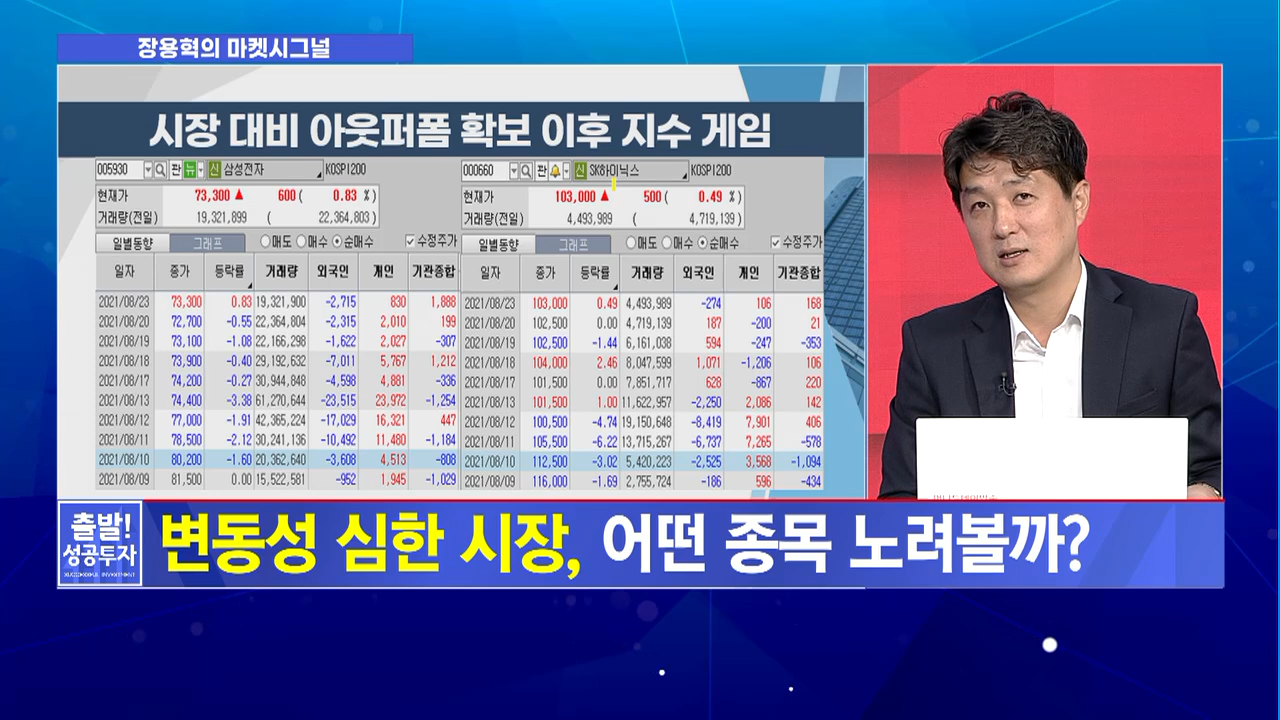 장용혁의 마켓시그널
시장 대비 아웃퍼폼 확보 이후 지수 게임
005930 관 뉴 신 삼성전자 KOSPI200
현재가 73,300 ▲ 600 ( 0.83 %)
거래량(전일) 19,321,899 ( 22,364,803 )
일별동향 그래프 매도 매수 순매수 수정주가
일자 종가 등락률 거래량 외국인 개인 기관종합
2021/08/23 73,300 0.83 19,321,900 -2,715 830 1,888
2021/08/20 72,700 -0.55 22,364,804 -2,315 2,010 199
2021/08/19 73,100 -1.08 22,166,298 -1,622 2,027 -307
2021/08/18 73,900 -0.40 29,192,632 -7,011 5,767 1,212
2021/08/17 74,200 -0.27 30,944,848 -4,598 4,881 -336
2021/08/13 74,400 -3.38 61,270,644 -23,515 23,972 -1,254
2021/08/12 77,000 -1.91 42,365,224 -17,029 16,321 447
2021/08/11 78,500 -2.12 30,241,136 -10,492 11,480 -1,184
2021/08/10 80,200 -1.60 20,362,640 -3,608 4,513 -808
2021/08/09 81,500 0.00 15,522,581 -952 1,945 -1,029
000660 관 신 SK하이닉스 KOSPI200
현재가 103,000 ▲ 500 ( 0.49 %)
거래량(전일) 4,493,989 ( 4,719,139 )
일별동향 그래프 매도 매수 순매수 수정주가
일자 종가 등락률 거래량 외국인 개인 기관종합
2021/08/23 103,000 0.49 4,493,989 -274 106 168
2021/08/20 102,500 0.00 4,719,139 187 -200 21
2021/08/19 102,500 -1.44 6,161,038 594 -247 -353
2021/08/18 104,000 2.46 8,047,599 1,071 -1,206 106
2021/08/17 101,500 0.00 7,851,717 628 -867 220
2021/08/13 101,500 1.00 11,622,957 -2,250 2,086 142
2021/08/12 100,500 -4.74 19,150,648 -8,419 7,901 406
2021/08/11 105,500 -6.22 13,715,267 -6,737 7,265 -578
2021/08/10 112,500 -3.02 5,420,223 -2,525 3,568 -1,094
2021/08/09 116,000 -1.69 2,755,724 -186 596 -434
출발!
성공투자
SUCCESSFUL INVESTMENT
변동성 심한 시장, 어떤 종목 노려볼까?